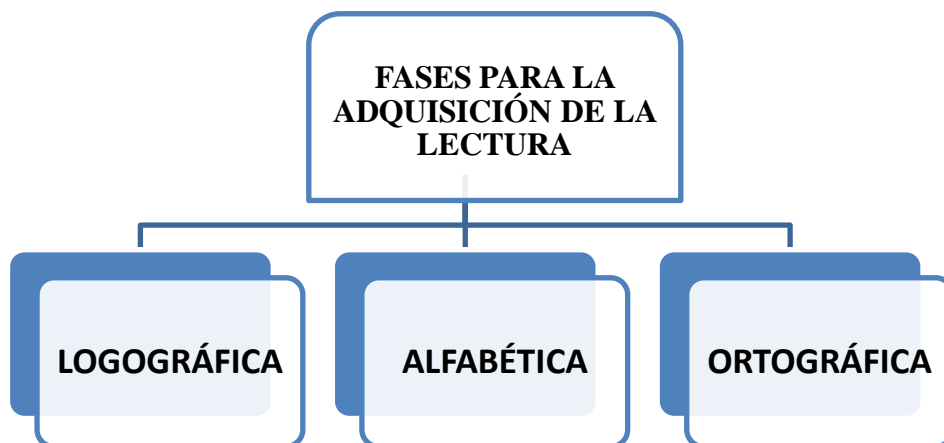 FASES PARA LA
ADQUISICIÓN DE LA
LECTURA
LOGOGRÁFICA
ALFABÉTICA
ORTOGRÁFICA